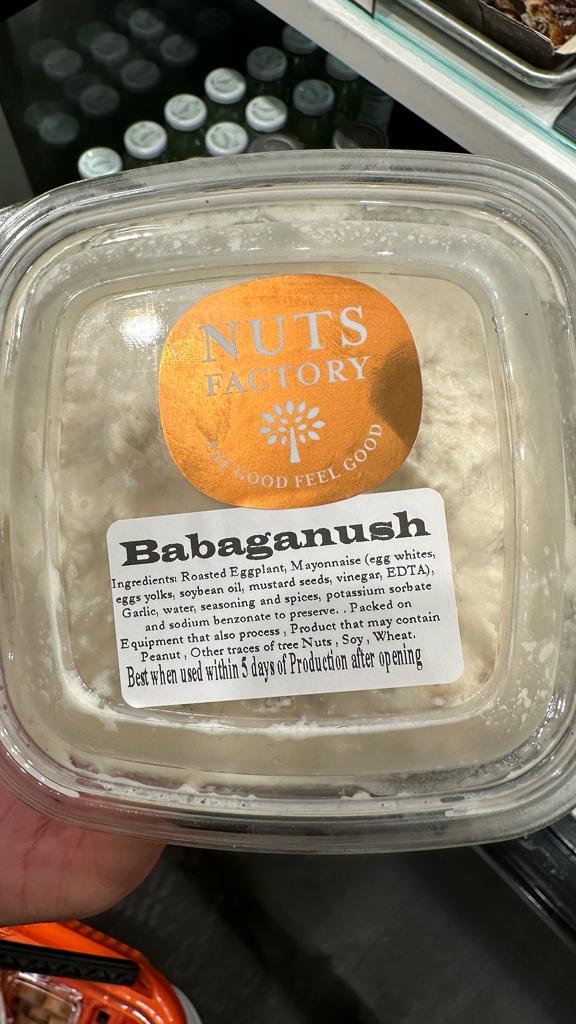 NUTS
FACTORY
EAT GOOD FEEL GOOD
Babaganush
Ingredients: Roasted Eggplant, Mayonnaise (egg whites,
eggs yolks, soybean oil, mustard seeds, vinegar, EDTA),
Garlic, water, seasoning and spices, potassium sorbate
and sodium benzonate to preserve. . Packed on
Equipment that also process , Product that may contain
Peanut , Other traces of tree Nuts , Soy , Wheat.
Best when used within 5 days of Production after opening